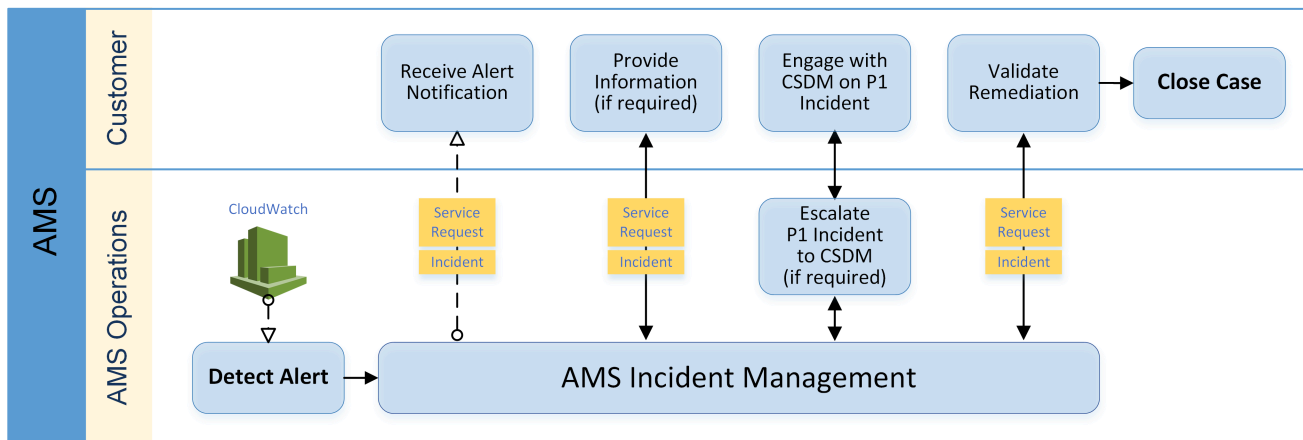 AMS
Customer
Receive Alert
Notification
Provide
Information
(if required)
Engage with
CSDM on P1
Incident
Validate
Remediation
Close Case
AMS Operations
CloudWatch
Service
Request
Incident
Service
Request
Incident
Escalate
P1 Incident
to CSDM
(if required)
Service
Request
Incident
Detect Alert
AMS Incident Management